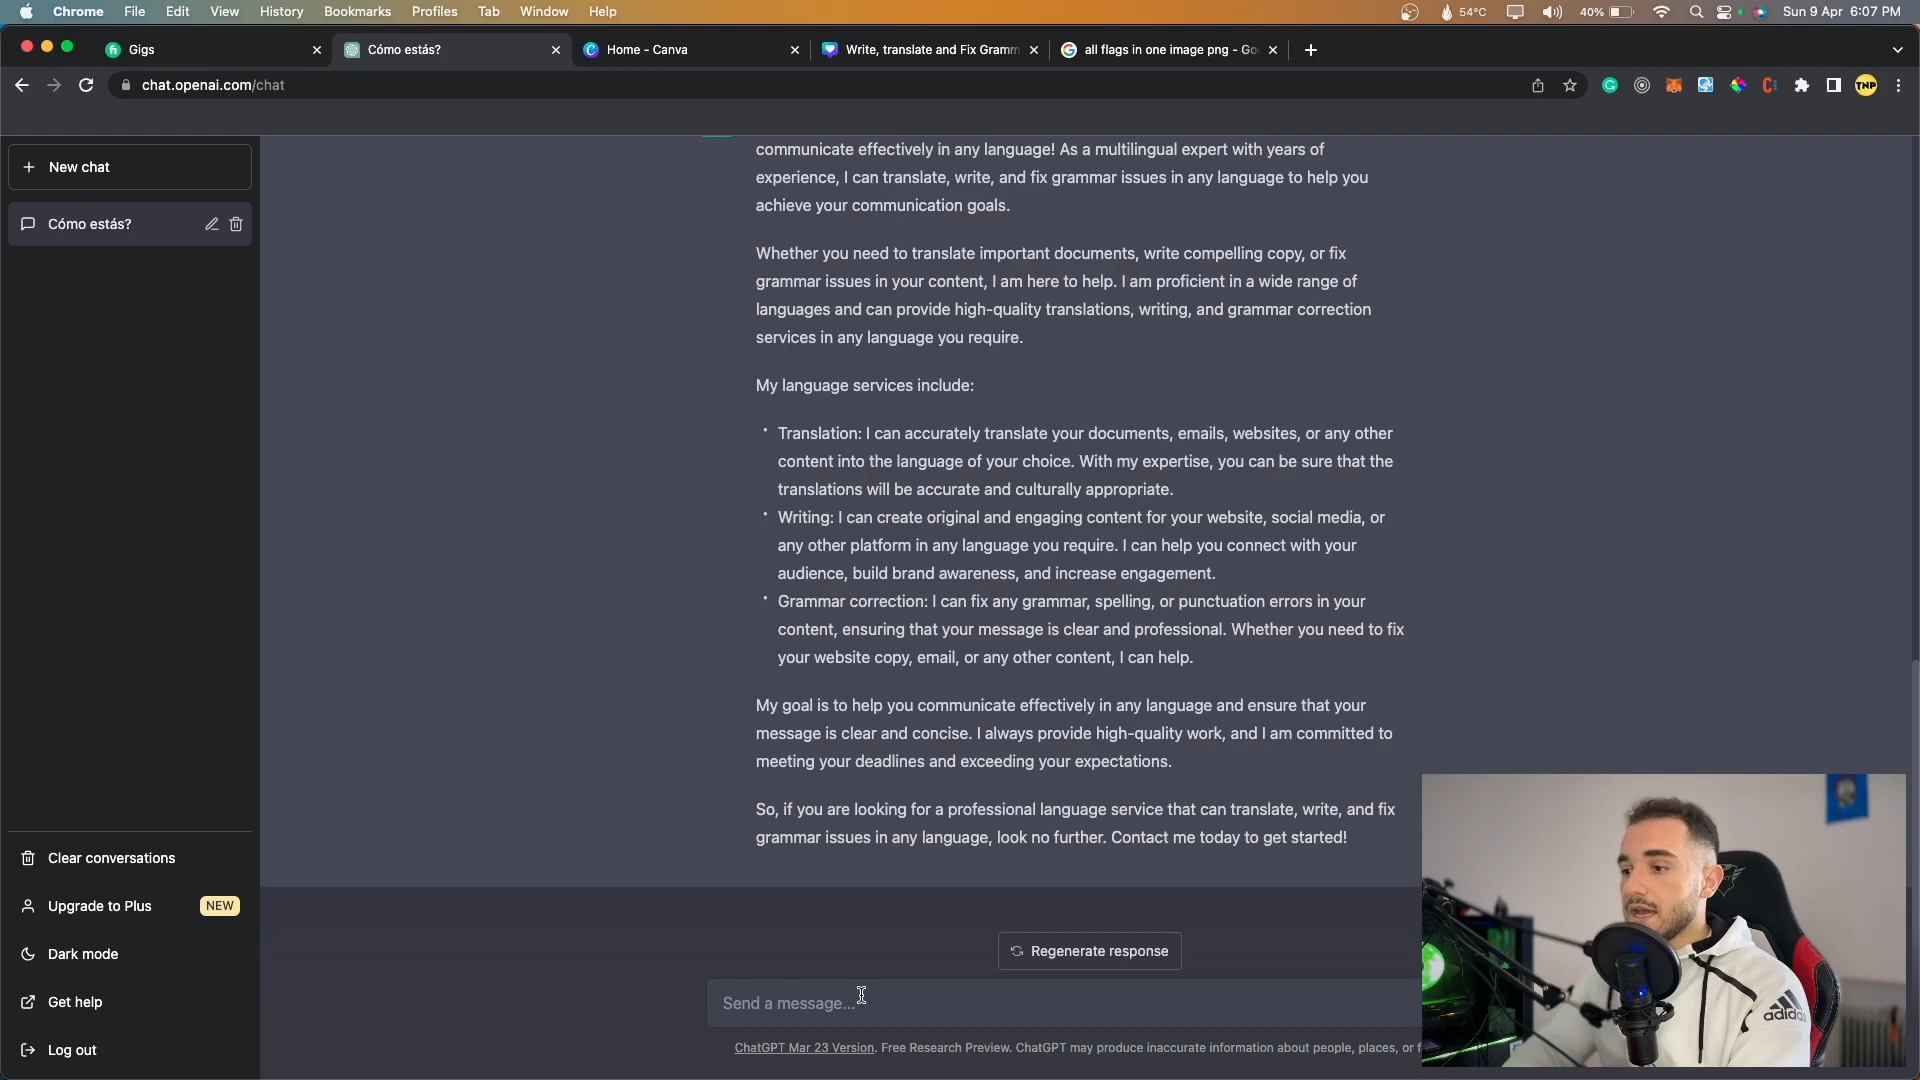 Chrome File Edit View History Bookmarks Profiles Tab Window Help 54°C 40% Sun 9 Apr 6:07 PM
Gigs Cómo estás? Home - Canva Write, translate and Fix Gramm all flags in one image png - Go
chat.openai.com/chat
TNP
New chat
Cómo estás?
communicate effectively in any language! As a multilingual expert with years of
experience, I can translate, write, and fix grammar issues in any language to help you
achieve your communication goals.
Whether you need to translate important documents, write compelling copy, or fix
grammar issues in your content, I am here to help. I am proficient in a wide range of
languages and can provide high-quality translations, writing, and grammar correction
services in any language you require.
My language services include:
• Translation: I can accurately translate your documents, emails, websites, or any other
content into the language of your choice. With my expertise, you can be sure that the
translations will be accurate and culturally appropriate.
• Writing: I can create original and engaging content for your website, social media, or
any other platform in any language you require. I can help you connect with your
audience, build brand awareness, and increase engagement.
• Grammar correction: I can fix any grammar, spelling, or punctuation errors in your
content, ensuring that your message is clear and professional. Whether you need to fix
your website copy, email, or any other content, I can help.
My goal is to help you communicate effectively in any language and ensure that your
message is clear and concise. I always provide high-quality work, and I am committed to
meeting your deadlines and exceeding your expectations.
So, if you are looking for a professional language service that can translate, write, and fix
grammar issues in any language, look no further. Contact me today to get started!
Clear conversations
Upgrade to Plus NEW
Dark mode
Get help
Log out
Regenerate response
Send a message...
ChatGPT Mar 23 Version. Free Research Preview. ChatGPT may produce inaccurate information about people, places, or f
adidas